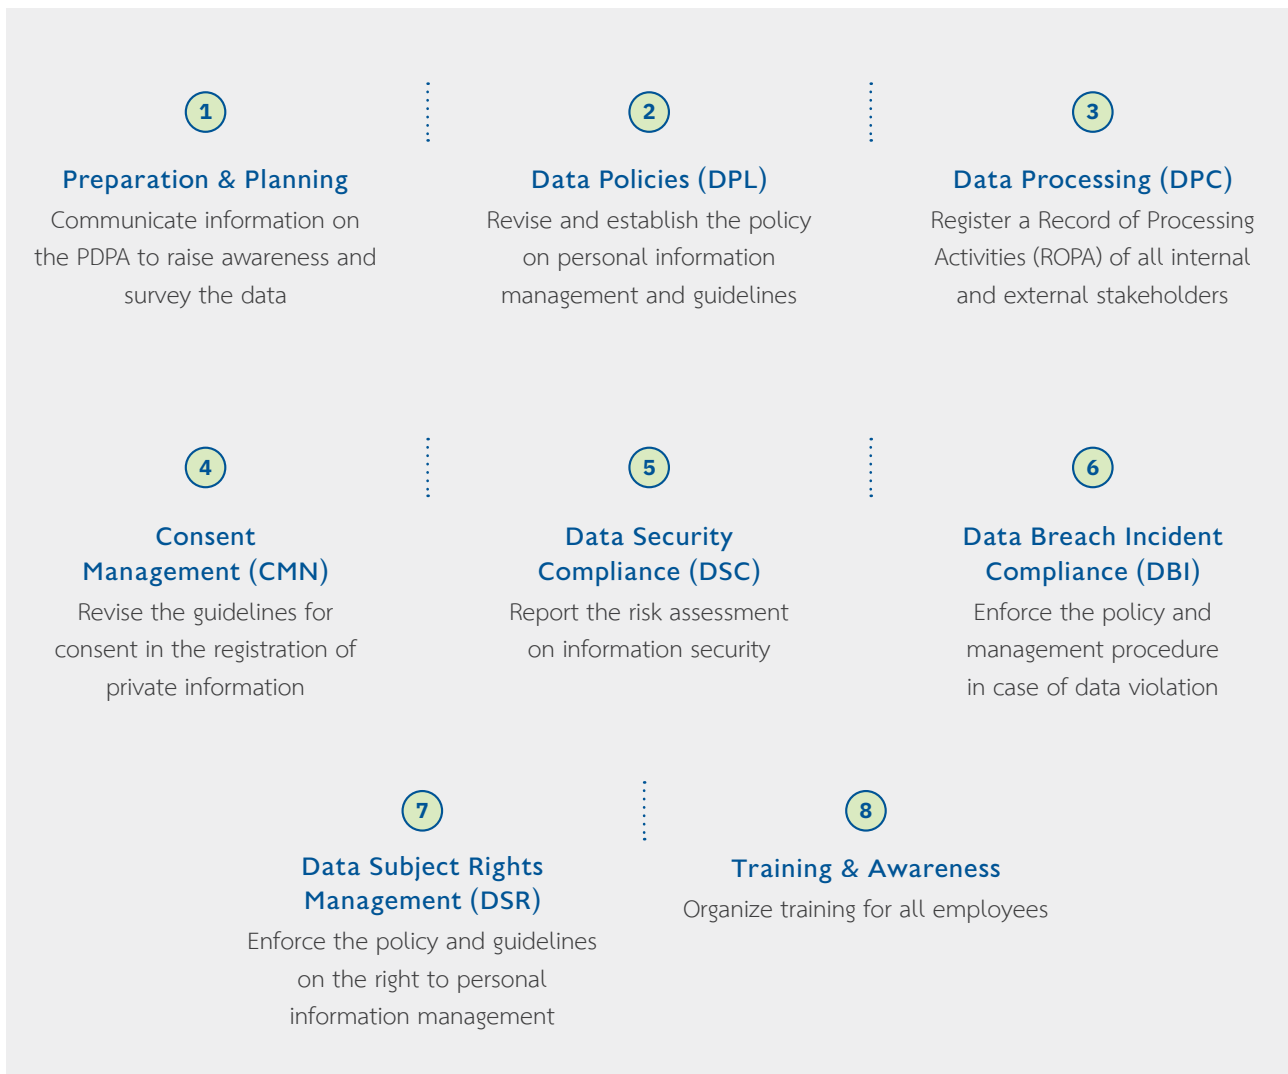 1
Preparation & Planning
Communicate information on
the PDPA to raise awareness and
survey the data
2
Data Policies (DPL)
Revise and establish the policy
on personal information
management and guidelines
3
Data Processing (DPC)
Register a Record of Processing
Activities (ROPA) of all internal
and external stakeholders
4
Consent
Management (CMN)
Revise the guidelines for
consent in the registration of
private information
5
Data Security
Compliance (DSC)
Report the risk assessment
on information security
6
Data Breach Incident
Compliance (DBI)
Enforce the policy and
management procedure
in case of data violation
7
Data Subject Rights
Management (DSR)
Enforce the policy and guidelines
on the right to personal
information management
8
Training & Awareness
Organize training for all employees